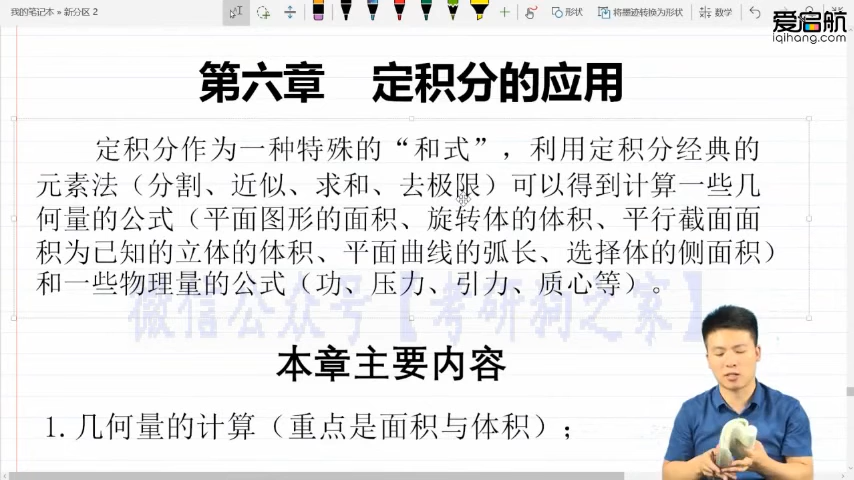 我的笔记本 » 新分区 2
形状
将墨迹转换为形状
数学
爱启航
iqihang.com
第六章 定积分的应用
定积分作为一种特殊的“和式”，利用定积分经典的
元素法（分割、近似、求和、去极限）可以得到计算一些几
何量的公式（平面图形的面积、旋转体的体积、平行截面面
积为已知的立体的体积、平面曲线的弧长、选择体的侧面积）
和一些物理量的公式（功、压力、引力、质心等）。
微信公众号【考研狗之家】
本章主要内容
1.几何量的计算（重点是面积与体积）；